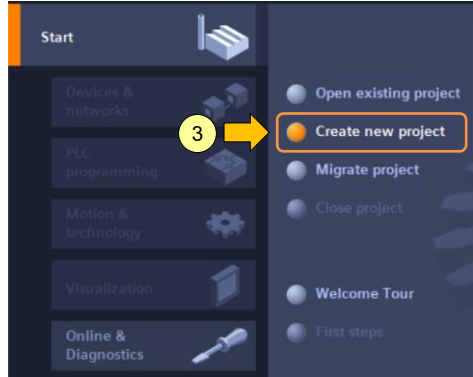 Start
Devices &
networks
PLC
programming
Motion &
technology
Visualization
Online &
Diagnostics
3
Open existing project
Create new project
Migrate project
Close project
Welcome Tour
First steps